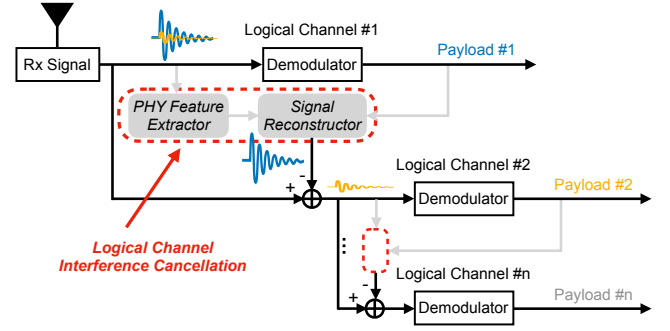 Logical Channel #1
Rx Signal
Demodulator
Payload #1
PHY Feature
Extractor
Signal
Reconstructor
-
+
Logical Channel
Interference Cancellation
Logical Channel #2
Demodulator
Payload #2
...
-
+
Logical Channel #n
Demodulator
Payload #n